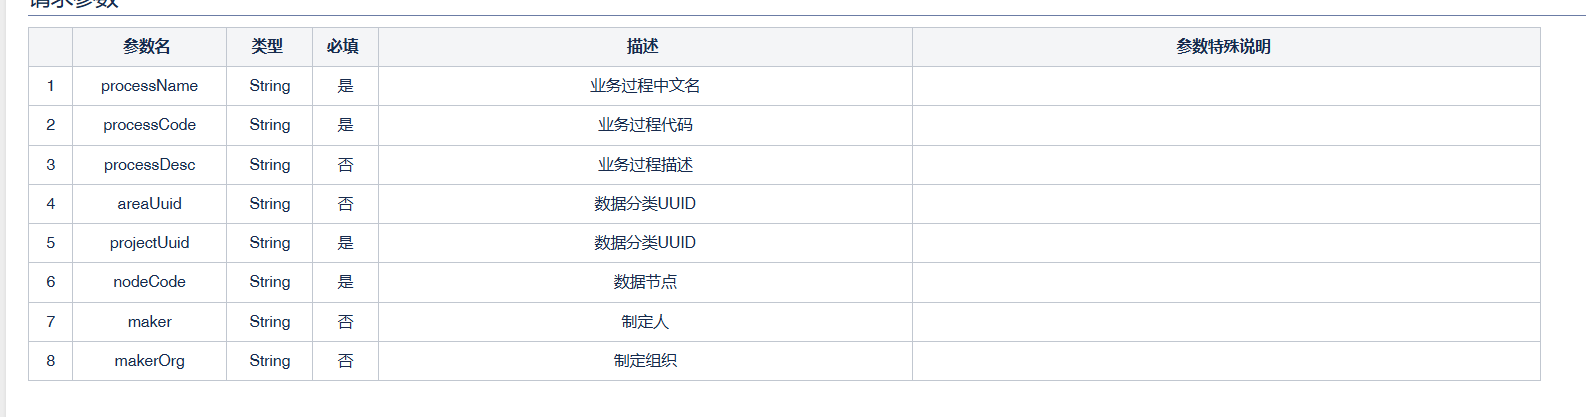 请求参数
参数名 类型 必填 描述 参数特殊说明
1 processName String 是 业务过程中文名
2 processCode String 是 业务过程代码
3 processDesc String 否 业务过程描述
4 areaUuid String 否 数据分类UUID
5 projectUuid String 是 数据分类UUID
6 nodeCode String 是 数据节点
7 maker String 否 制定人
8 makerOrg String 否 制定组织